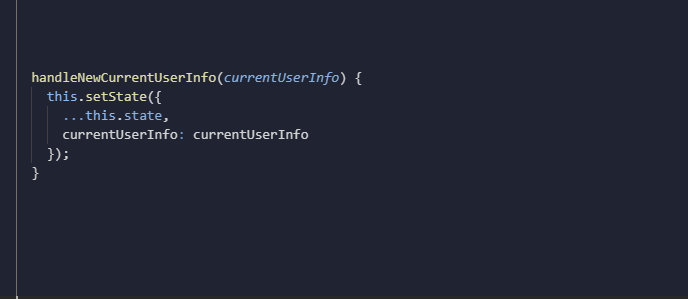 handleNewCurrentUserInfo(currentUserInfo) {
this.setState({
...this.state,
currentUserInfo: currentUserInfo
});
}